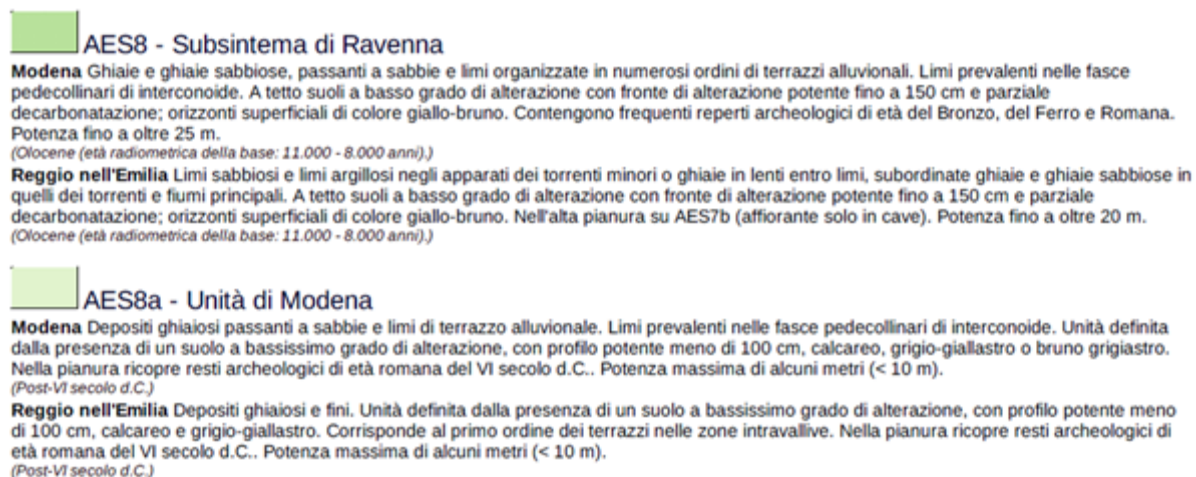 AES8 - Subsintema di Ravenna
Modena Ghiaie e ghiaie sabbiose, passanti a sabbie e limi organizzate in numerosi ordini di terrazzi alluvionali. Limi prevalenti nelle fasce
pedecollinari di interconoide. A tetto suoli a basso grado di alterazione con fronte di alterazione potente fino a 150 cm e parziale
decarbonatazione; orizzonti superficiali di colore giallo-bruno. Contengono frequenti reperti archeologici di età del Bronzo, del Ferro e Romana.
Potenza fino a oltre 25 m.
(Olocene (età radiometrica della base: 11.000 - 8.000 anni).)
Reggio nell'Emilia Limi sabbiosi e limi argillosi negli apparati dei torrenti minori o ghiaie in lenti entro limi, subordinate ghiaie e ghiaie sabbiose in
quelli dei torrenti e fiumi principali. A tetto suoli a basso grado di alterazione con fronte di alterazione potente fino a 150 cm e parziale
decarbonatazione; orizzonti superficiali di colore giallo-bruno. Nell'alta pianura su AES7b (affiorante solo in cave). Potenza fino a oltre 20 m.
(Olocene (età radiometrica della base: 11.000 - 8.000 anni).)
AES8a - Unità di Modena
Modena Depositi ghiaiosi passanti a sabbie e limi di terrazzo alluvionale. Limi prevalenti nelle fasce pedecollinari di interconoide. Unità definita
dalla presenza di un suolo a bassissimo grado di alterazione, con profilo potente meno di 100 cm, calcareo, grigio-giallastro o bruno grigiastro.
Nella pianura ricopre resti archeologici di età romana del VI secolo d.C.. Potenza massima di alcuni metri (< 10 m).
(Post-VI secolo d.C.)
Reggio nell'Emilia Depositi ghiaiosi e fini. Unità definita dalla presenza di un suolo a bassissimo grado di alterazione, con profilo potente meno
di 100 cm, calcareo e grigio-giallastro. Corrisponde al primo ordine dei terrazzi nelle zone intravallive. Nella pianura ricopre resti archeologici di
età romana del VI secolo d.C.. Potenza massima di alcuni metri (< 10 m).
(Post-VI secolo d.C.)